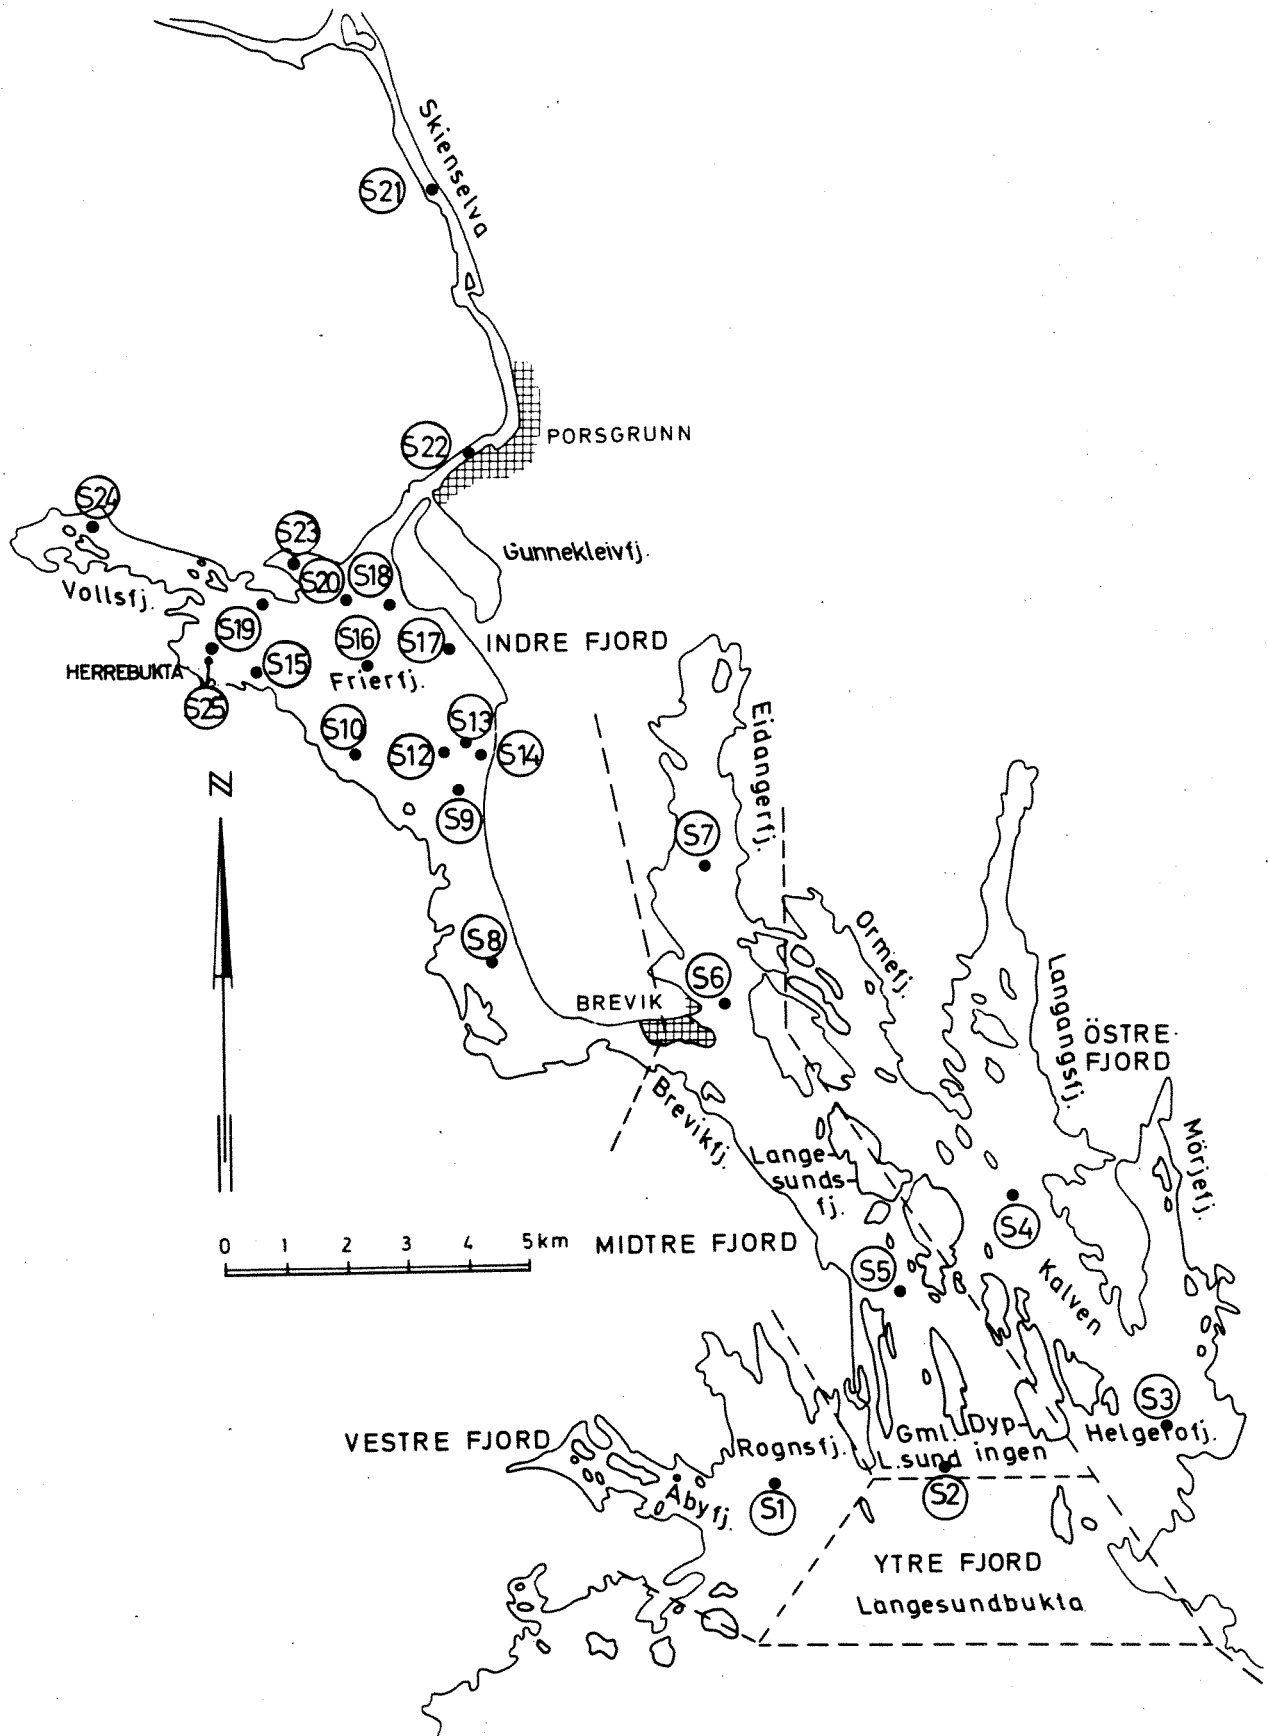 Skienselva
S21
S22
PORSGRUNN
S24
S23
Gunnekleivfj.
S20
S18
Vollsfj.
S19
S16
S17
INDRE FJORD
HERREBUKTA
S15
Frierfj.
S25
S10
S13
S12
S14
Eidangerfj.
N
S9
S7
S8
Ormefj.
S6
BREVIK
Langangsfj.
ÖSTRE
FJORD
Brevikfj.
Mörjefj.
Lange-
sunds-
fj.
S4
0 1 2 3 4 5km
MIDTRE FJORD
S5
Kalven
S3
VESTRE FJORD
Rognsfj.
Gml.
L.sund
Dyp-
ingen
Helgerofj.
Åbyfj.
S1
S2
YTRE FJORD
Langesundbukta